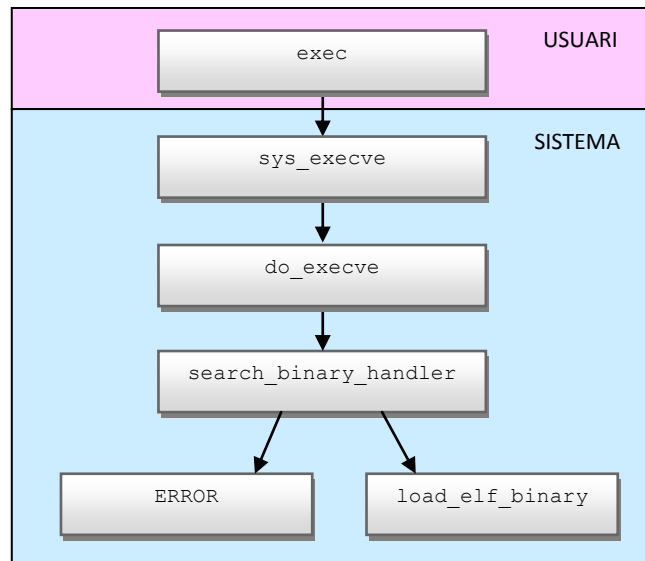 USUARI
exec
SISTEMA
sys_execve
do_execve
search_binary_handler
ERROR
load_elf_binary